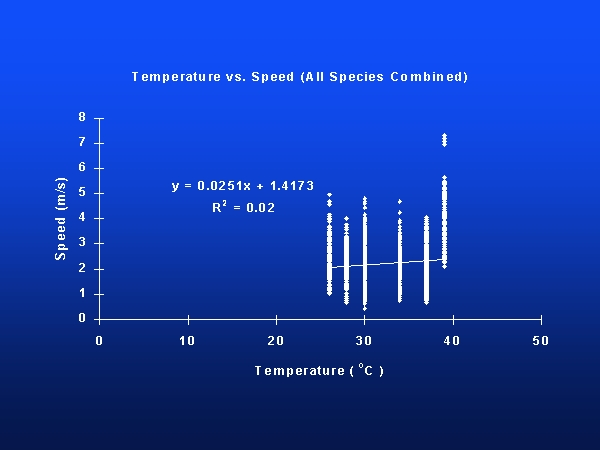 Temperature vs. Speed (All Species Combined)
8
7
6
5
4
3
2
1
0
Speed (m/s)
y = 0.0251x + 1.4173
R² = 0.02
0 10 20 30 40 50
Temperature ( °C )